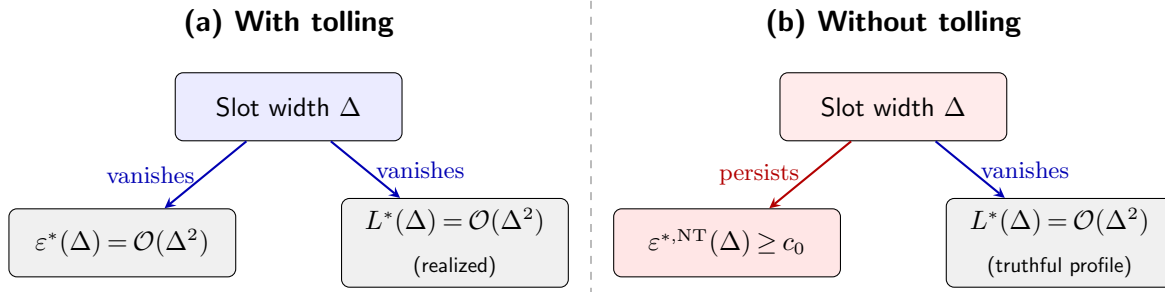 (a) With tolling
Slot width Δ
vanishes
vanishes
ε*(Δ) = 𝒪(Δ²)
L*(Δ) = 𝒪(Δ²)
(realized)
(b) Without tolling
Slot width Δ
persists
vanishes
ε*,NT(Δ) ≥ c₀
L*(Δ) = 𝒪(Δ²)
(truthful profile)